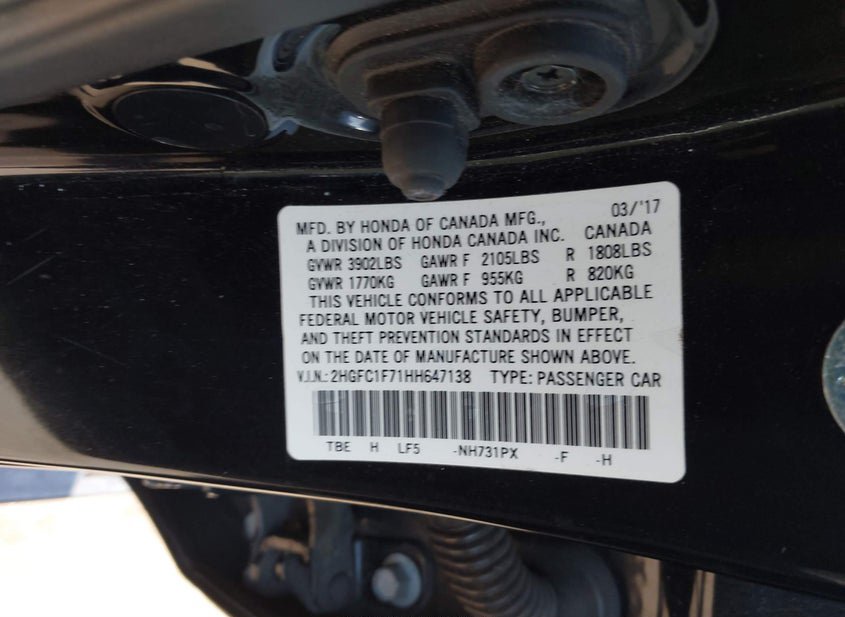 MFD. BY HONDA OF CANADA MFG., 03/'17
A DIVISION OF HONDA CANADA INC. CANADA
GVWR 3902LBS GAWR F 2105LBS R 1808LBS
GVWR 1770KG GAWR F 955KG R 820KG
THIS VEHICLE CONFORMS TO ALL APPLICABLE
FEDERAL MOTOR VEHICLE SAFETY, BUMPER,
AND THEFT PREVENTION STANDARDS IN EFFECT
ON THE DATE OF MANUFACTURE SHOWN ABOVE.
V.I.N.: 2HGFC1F71HH647138 TYPE: PASSENGER CAR
TBE H LF5 -NH731PX -F -H